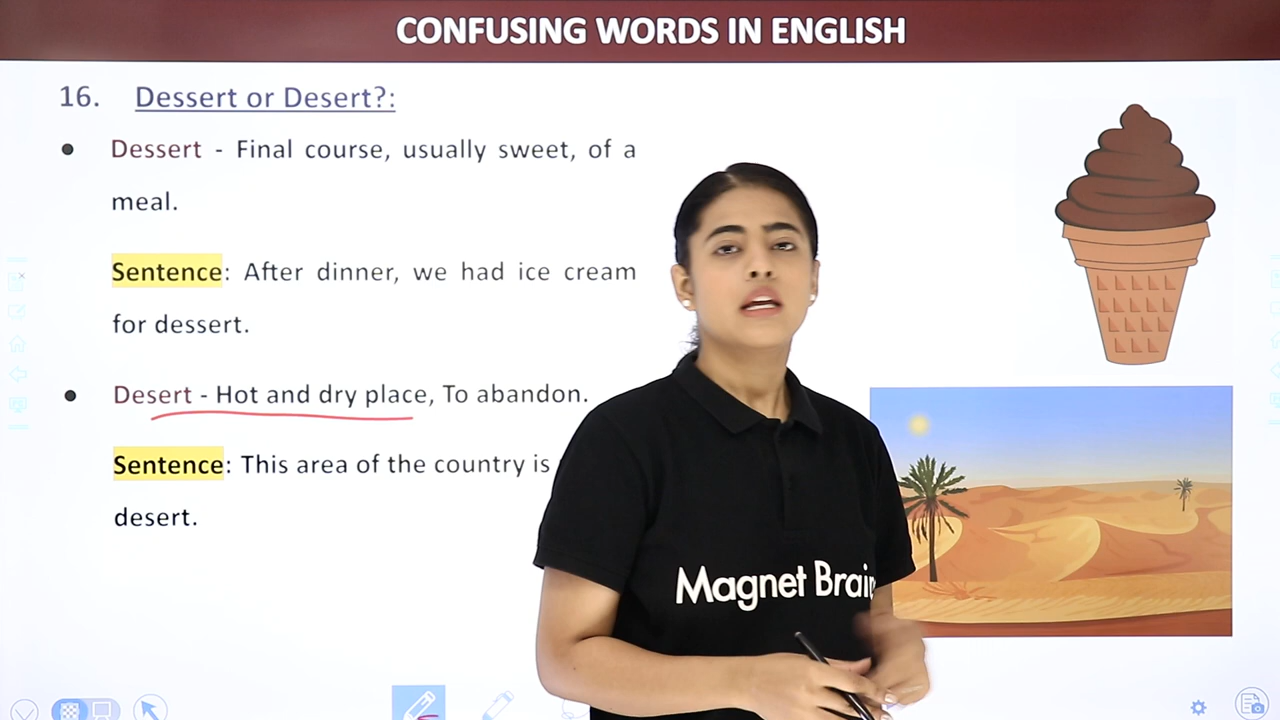 CONFUSING WORDS IN ENGLISH
16. Dessert or Desert?:
● Dessert - Final course, usually sweet, of a
meal.
Sentence: After dinner, we had ice cream
for dessert.
● Desert - Hot and dry place, To abandon.
Sentence: This area of the country is
desert.
Magnet Brai